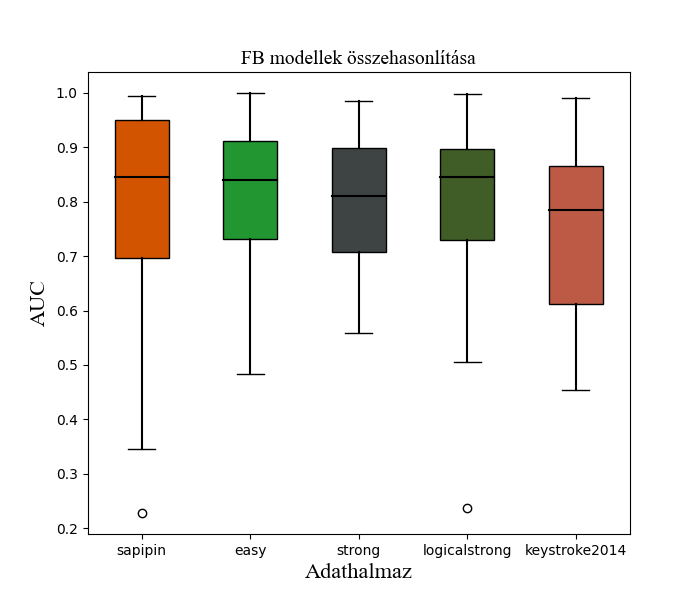 FB modellek összehasonlítása
1.0
0.9
0.8
0.7
0.6
0.5
0.4
0.3
0.2
AUC
sapipin easy strong logicalstrong keystroke2014
Adathalmaz